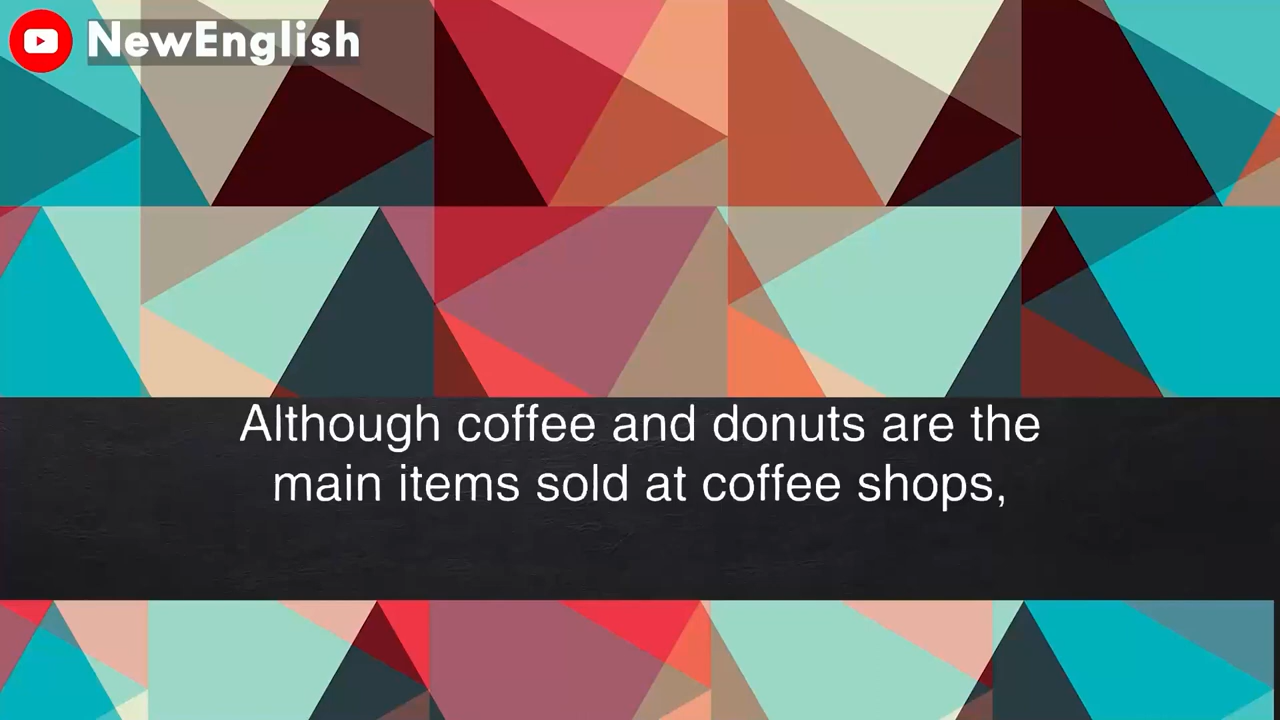 NewEnglish
Although coffee and donuts are the
main items sold at coffee shops,